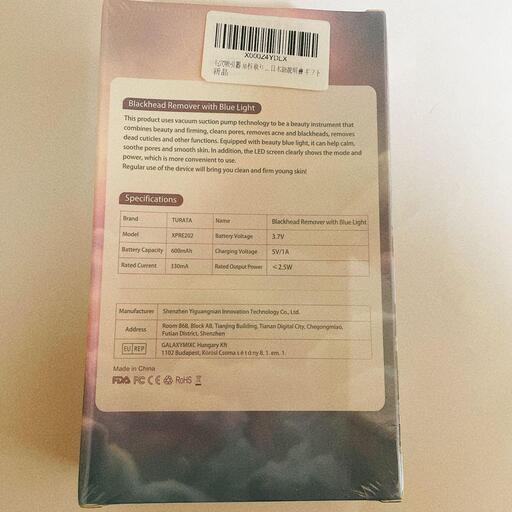 X00024YDLX
新品
Blackhead Remover with Blue Light
This product uses vacuum suction pump technology to be a beauty instrument that
combines beauty and firming, cleans pores, removes acne and blackheads, removes
dead cuticles and other functions. Equipped with beauty blue light, it can help calm,
soothe pores and smooth skin. In addition, the LED screen clearly shows the mode and
power, which is more convenient to use.
Regular use of the device will bring you clean and firm young skin!
Specifications
Brand TURATA Name Blackhead Remover with Blue Light
Model XPRE202 Battery Voltage 3.7V
Battery Capacity 600mAh Charging Voltage 5V/1A
Rated Current 330mA Rated Output Power <2.5W
Manufacturer Shenzhen Yiguangnian Innovation Technology Co., Ltd.
Address Room 868, Block AB, Tianjing Building, Tianan Digital City, Chegongmiao,
Futian District, Shenzhen
EU REP GALAXYMIXC Hungary Kft
1102 Budapest, Körösi Csoma sétány 8. 1. em. 1.
Made in China
FDA FC CE RoHS